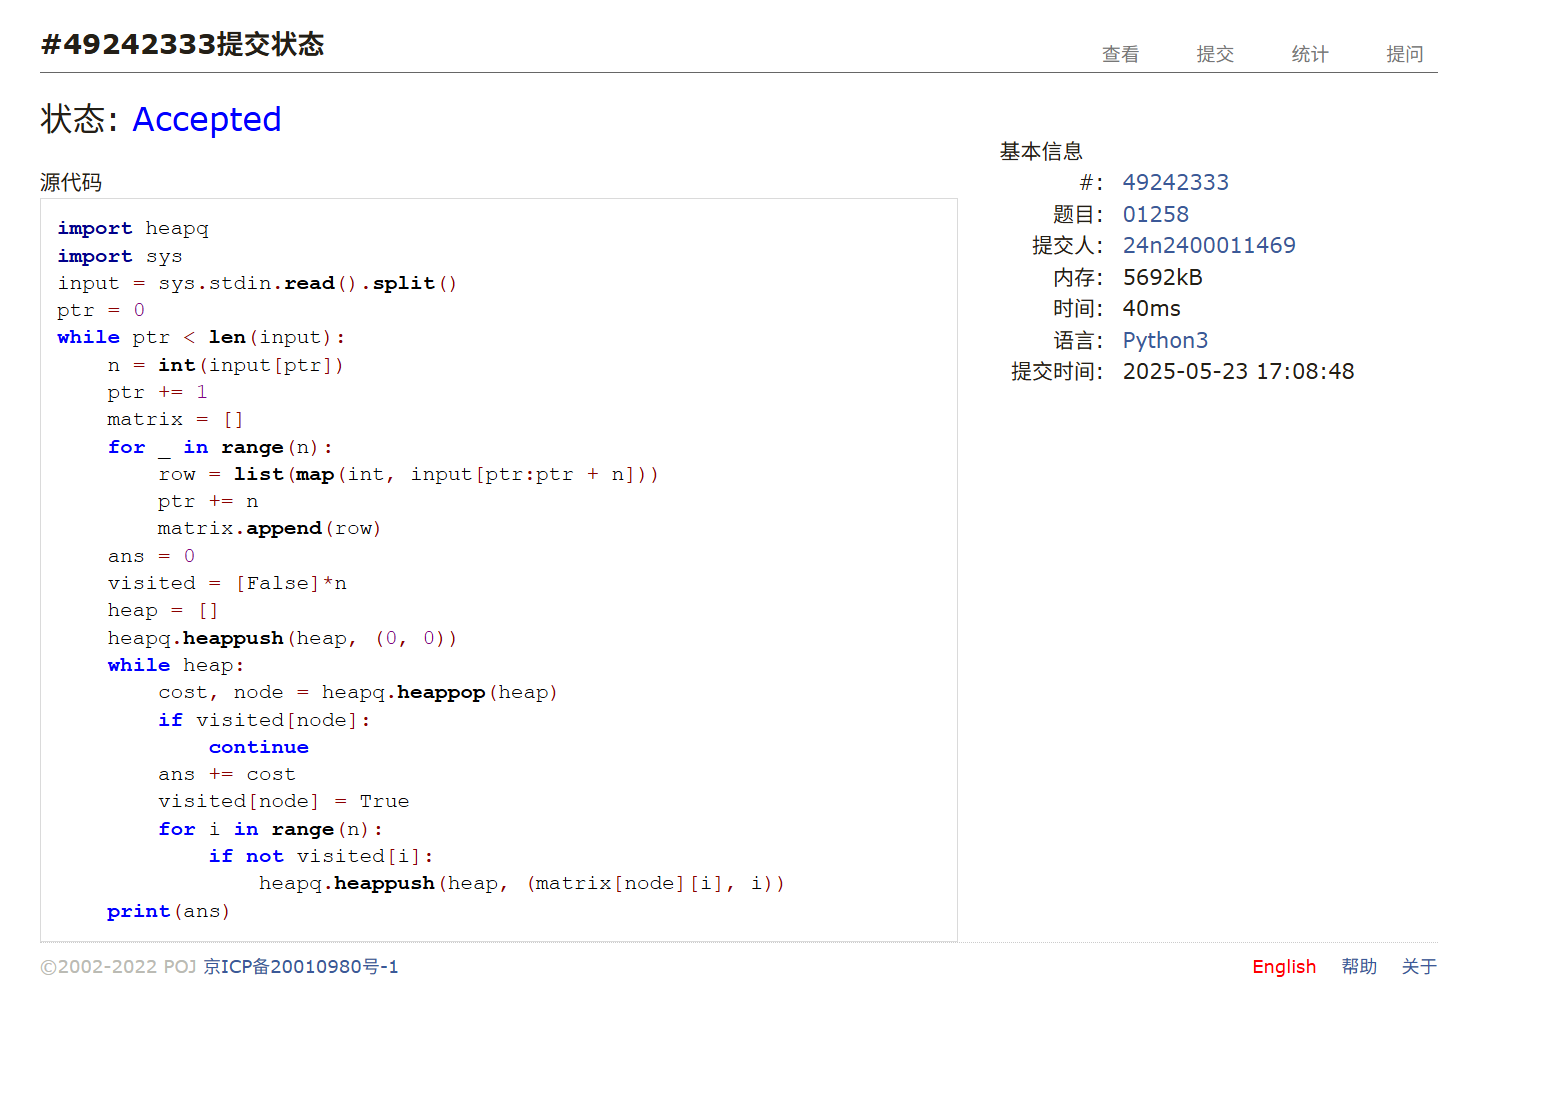 #49242333提交状态
查看 提交 统计 提问
状态: Accepted
源代码
import heapq
import sys
input = sys.stdin.read().split()
ptr = 0
while ptr < len(input):
    n = int(input[ptr])
    ptr += 1
    matrix = []
    for _ in range(n):
        row = list(map(int, input[ptr:ptr + n]))
        ptr += n
        matrix.append(row)
    ans = 0
    visited = [False]*n
    heap = []
    heapq.heappush(heap, (0, 0))
    while heap:
        cost, node = heapq.heappop(heap)
        if visited[node]:
            continue
        ans += cost
        visited[node] = True
        for i in range(n):
            if not visited[i]:
                heapq.heappush(heap, (matrix[node][i], i))
    print(ans)
基本信息
#: 49242333
题目: 01258
提交人: 24n2400011469
内存: 5692kB
时间: 40ms
语言: Python3
提交时间: 2025-05-23 17:08:48
©2002-2022 POJ 京ICP备20010980号-1
English 帮助 关于